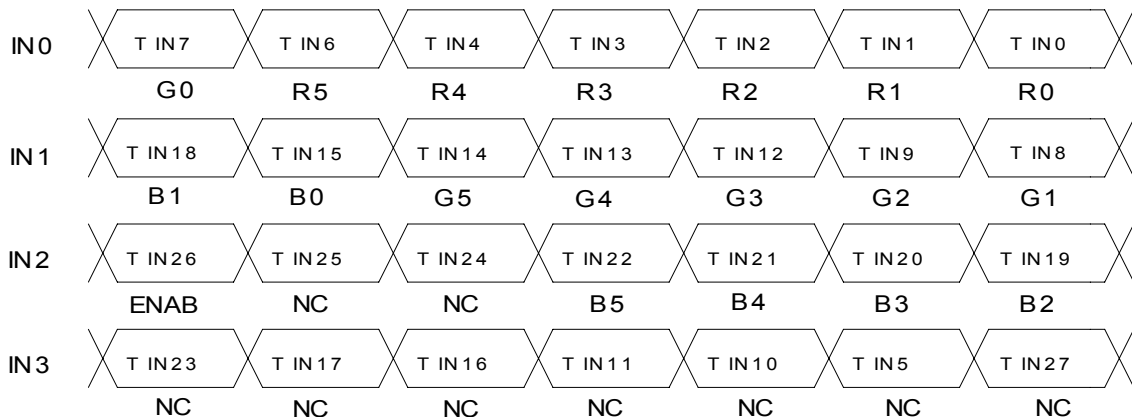 IN0 T IN7 T IN6 T IN4 T IN3 T IN2 T IN1 T IN0
G0 R5 R4 R3 R2 R1 R0
IN1 T IN18 T IN15 T IN14 T IN13 T IN12 T IN9 T IN8
B1 B0 G5 G4 G3 G2 G1
IN2 T IN26 T IN25 T IN24 T IN22 T IN21 T IN20 T IN19
ENAB NC NC B5 B4 B3 B2
IN3 T IN23 T IN17 T IN16 T IN11 T IN10 T IN5 T IN27
NC NC NC NC NC NC NC